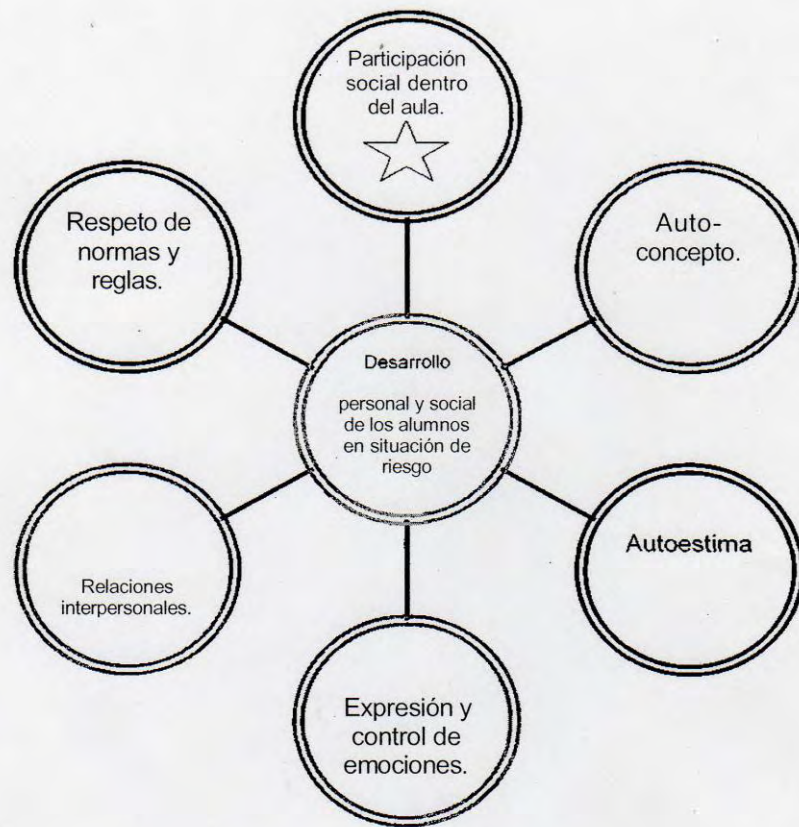 Participación
social dentro
del aula.
Respeto de
normas y
reglas.
Auto-
concepto.
Desarrollo
personal y social
de los alumnos
en situación de
riesgo
Relaciones
interpersonales.
Autoestima
Expresión y
control de
emociones.